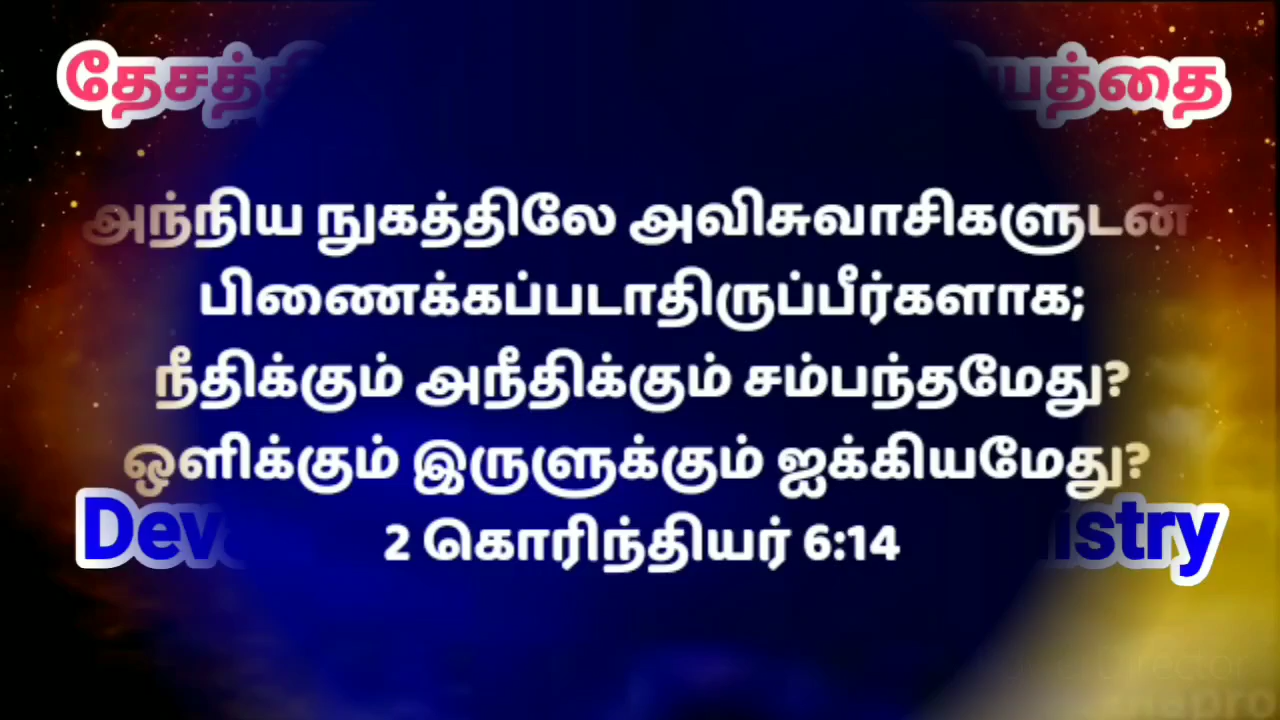 அந்நிய நுகத்திலே அவிசுவாசிகளுடன்
பிணைக்கப்படாதிருப்பீர்களாக;
நீதிக்கும் அநீதிக்கும் சம்பந்தமேது?
ஒளிக்கும் இருளுக்கும் ஐக்கியமேது?
2 கொரிந்தியர் 6:14